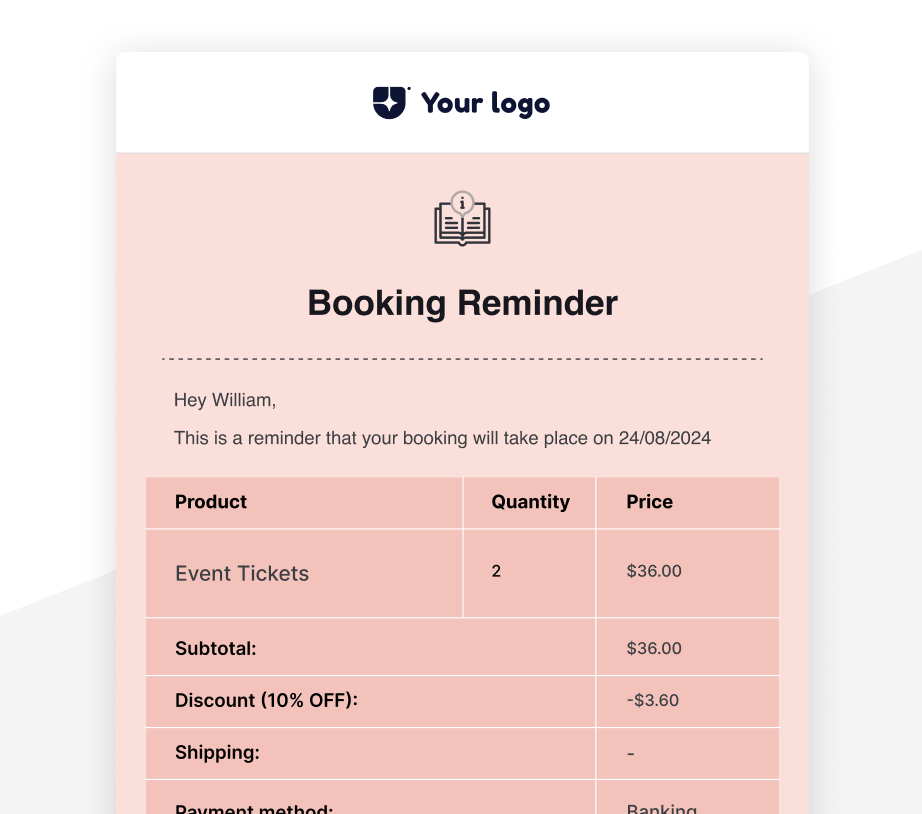 Your logo
i
Booking Reminder
Hey William,
This is a reminder that your booking will take place on 24/08/2024
Product Quantity Price
Event Tickets 2 $36.00
Subtotal: $36.00
Discount (10% OFF): -$3.60
Shipping: -
Payment method: Banking